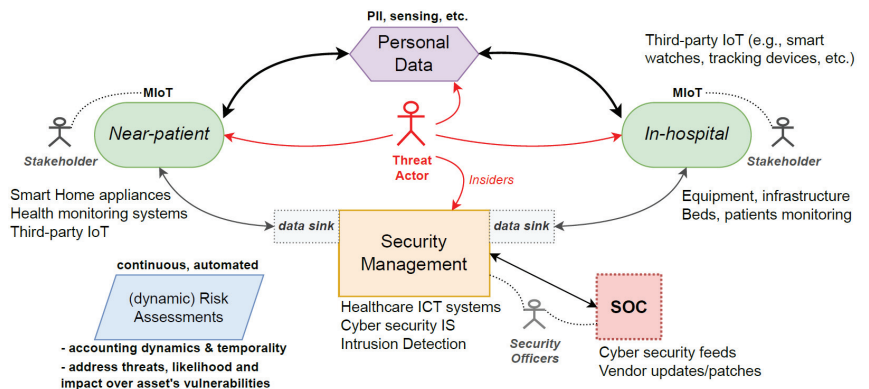 PII, sensing, etc.
Personal
Data
Third-party IoT (e.g., smart
watches, tracking devices, etc.)
MIoT
MIoT
Near-patient
In-hospital
Stakeholder
Stakeholder
Threat
Actor
Insiders
Smart Home appliances
Health monitoring systems
Third-party IoT
Equipment, infrastructure
Beds, patients monitoring
data sink
data sink
Security
Management
continuous, automated
(dynamic) Risk
Assessments
- accounting dynamics & temporality
- address threats, likelihood and
impact over asset's vulnerabilities
Healthcare ICT systems
Cyber security IS
Intrusion Detection
Security
Officers
SOC
Cyber security feeds
Vendor updates/patches